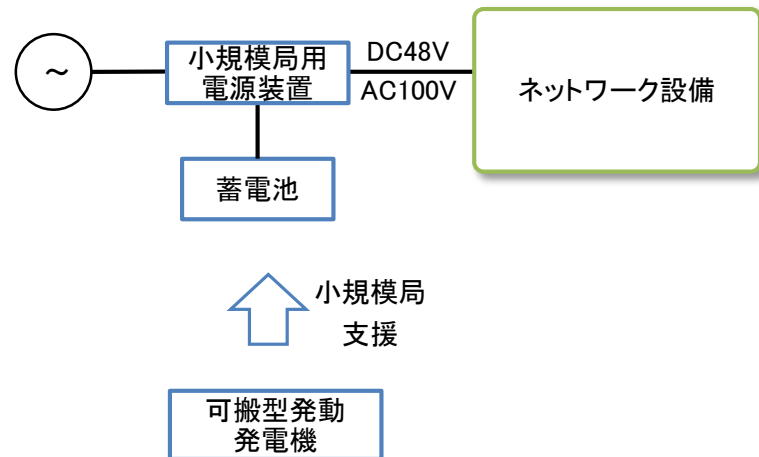 ~
小規模局用
電源装置
DC48V
AC100V
ネットワーク設備
蓄電池
小規模局
支援
可搬型発動
発電機